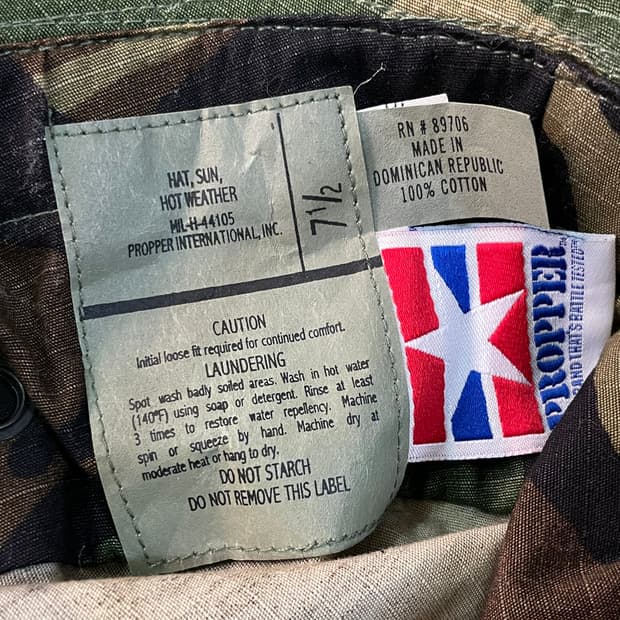 HAT, SUN,
HOT WEATHER
MIL-H-44105
PROPPER INTERNATIONAL, INC.
7 1/2
CAUTION
Initial loose fit required for continued comfort.
LAUNDERING
Spot wash badly soiled areas. Wash in hot water
(140°F) using soap or detergent. Rinse at least
3 times to restore water repellency. Machine
spin or squeeze by hand. Machine dry at
moderate heat or hang to dry.
DO NOT STARCH
DO NOT REMOVE THIS LABEL
RN # 89706
MADE IN
DOMINICAN REPUBLIC
100% COTTON
PROPPER™
AND THAT'S BATTLE TESTED™